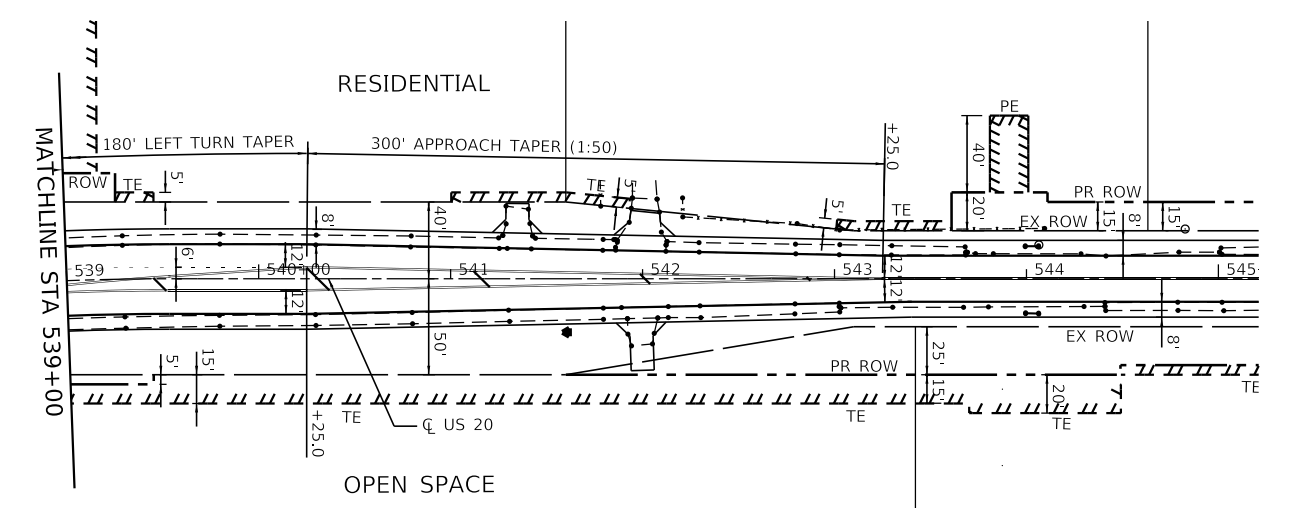 RESIDENTIAL
PE
180' LEFT TURN TAPER
300' APPROACH TAPER (1:50)
+25.0
40'
MATCHLINE STA 539+00
ROW
TE
5'
TE
5'
PR ROW
20'
40'
8'
5'
TE
EX ROW
15'
8'
15'
6'
12'
12'
12'
12'
539
540+00
541
542
543
544
545
50'
EX ROW
8'
5'
15'
PR ROW
25'
15'
20'
TE
TE
TE
TE
+25.0
℄ US 20
OPEN SPACE